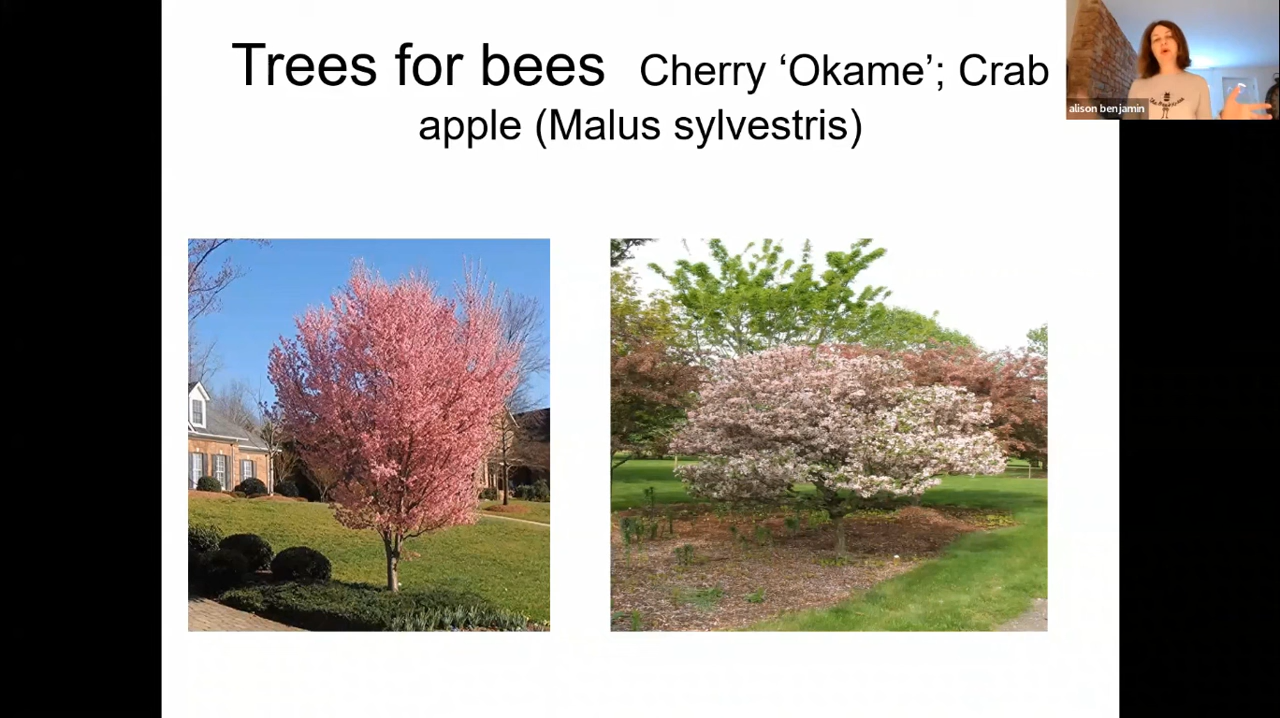 Trees for bees Cherry ‘Okame’; Crab
apple (Malus sylvestris)
alison benjamin